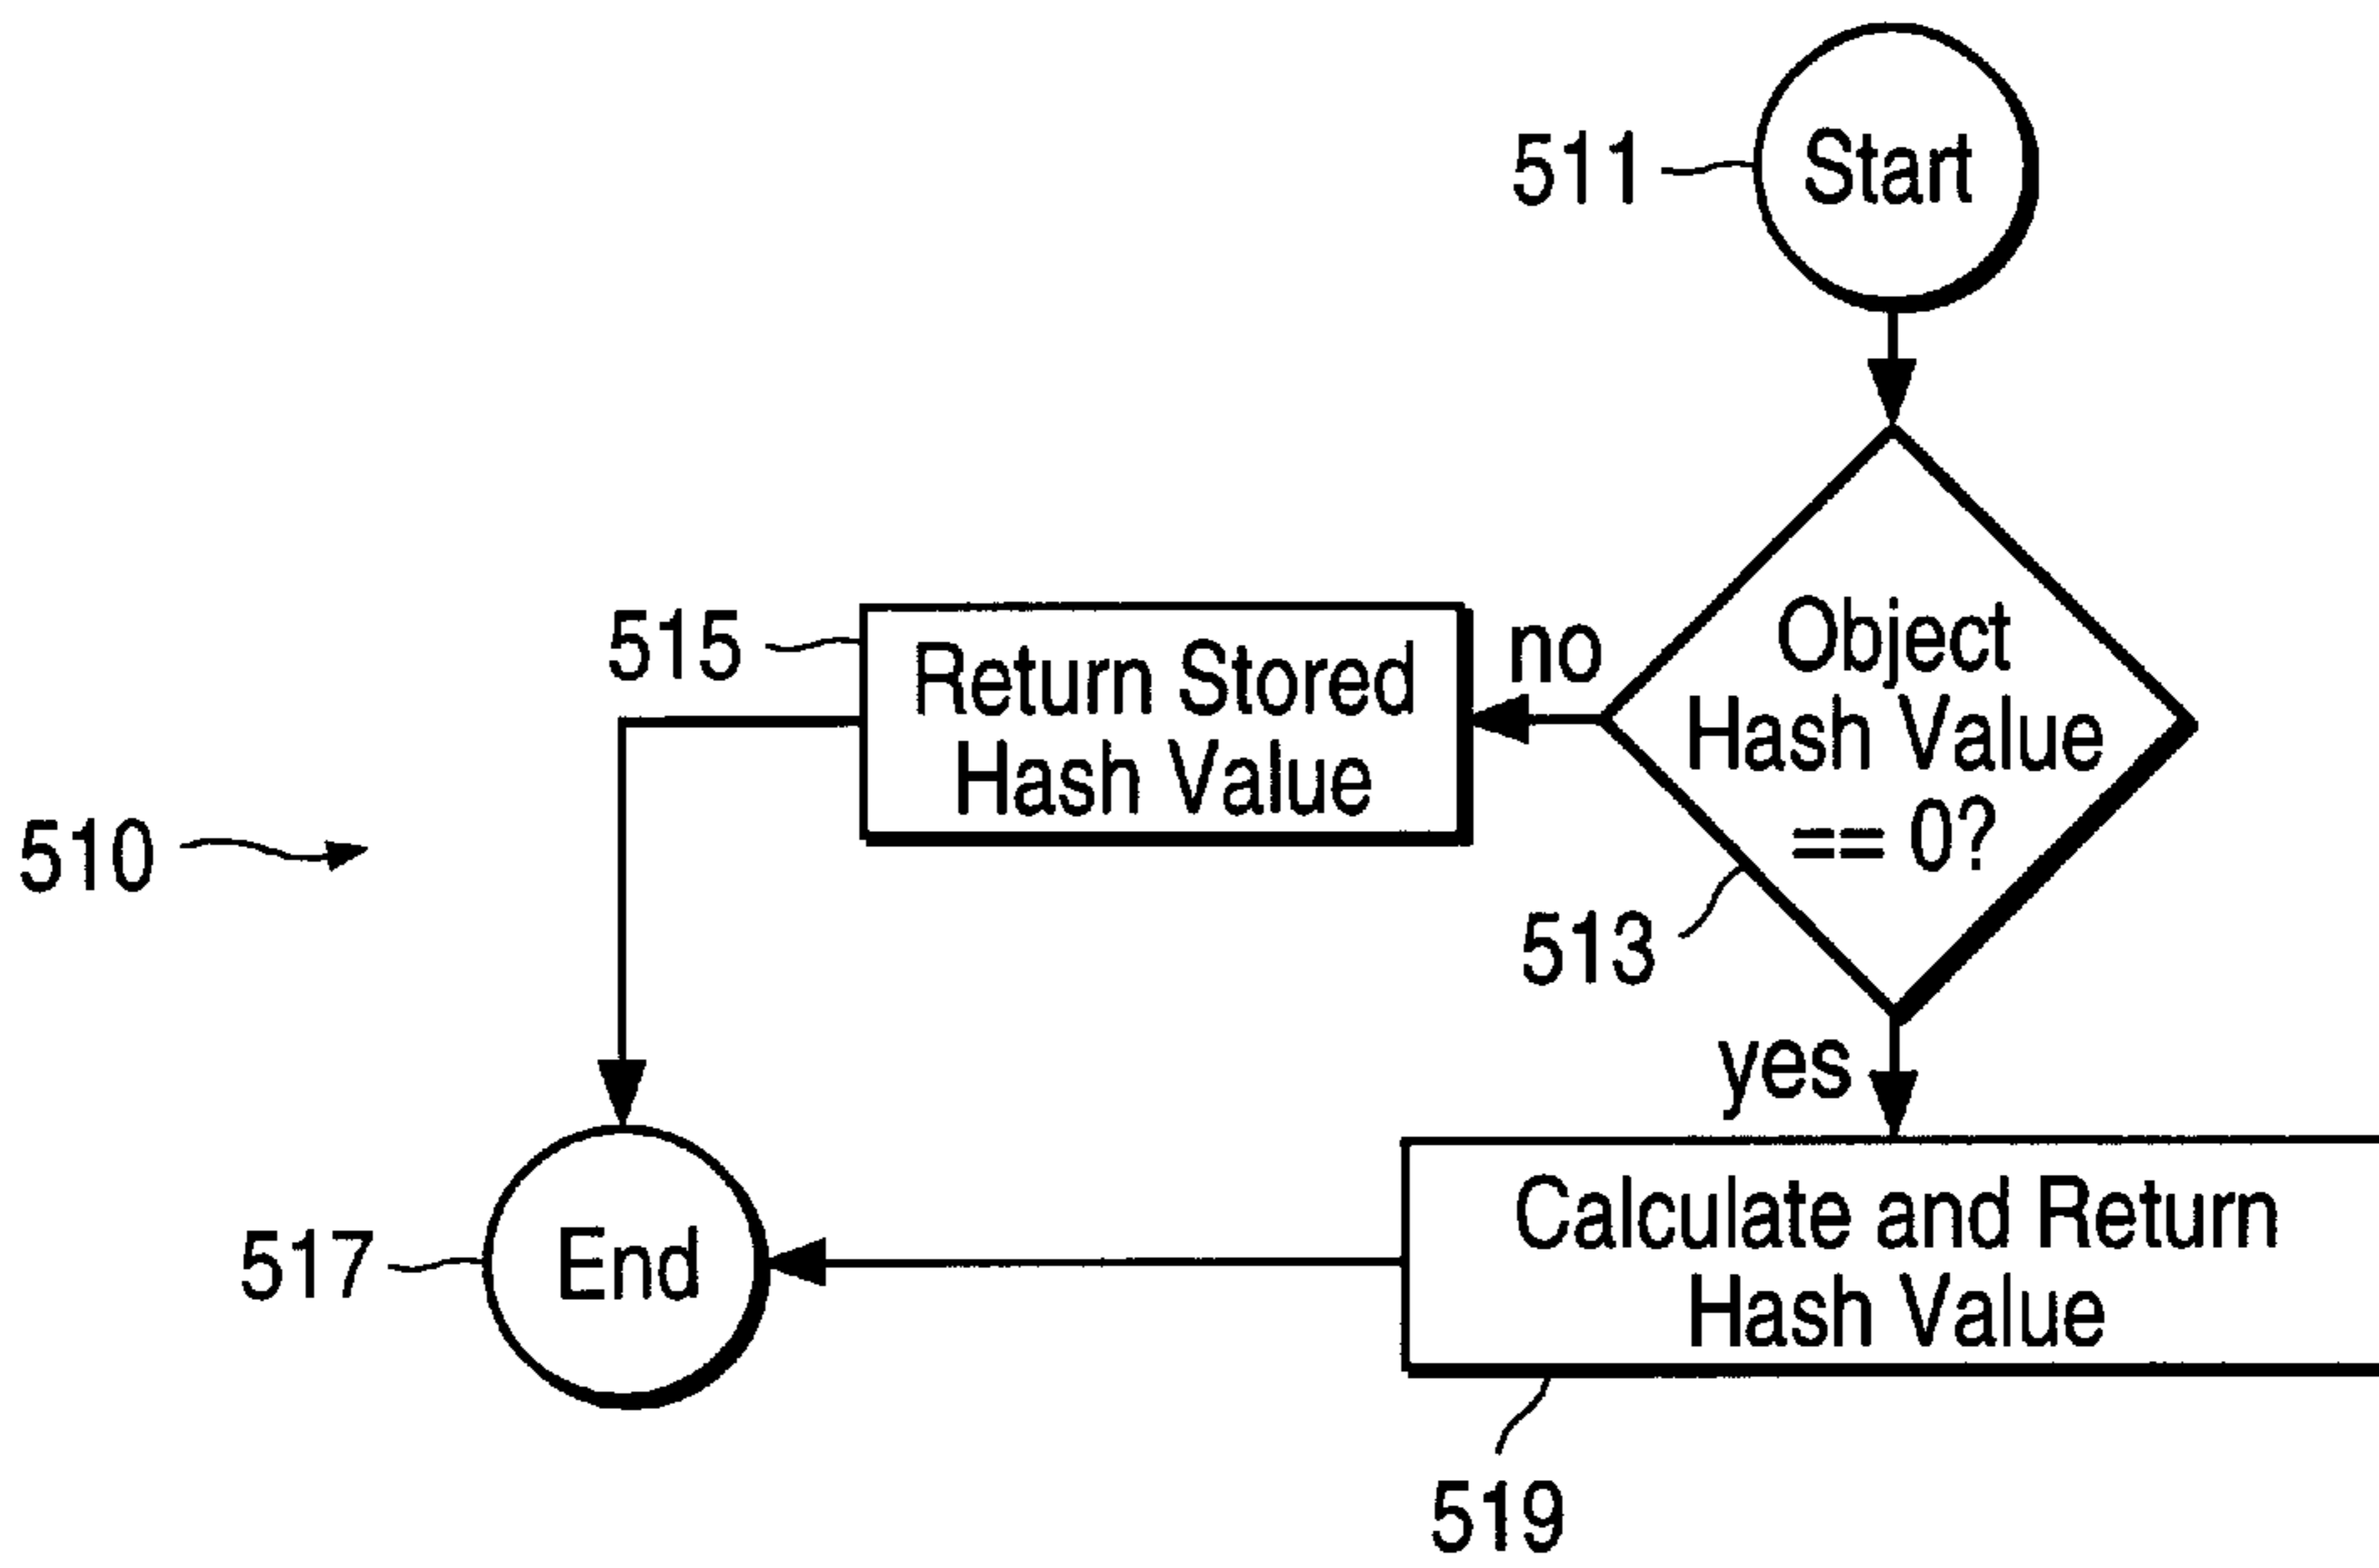 511
Start
515
Return Stored
Hash Value
no
Object
Hash Value
== 0?
510
513
yes
517
End
Calculate and Return
Hash Value
519